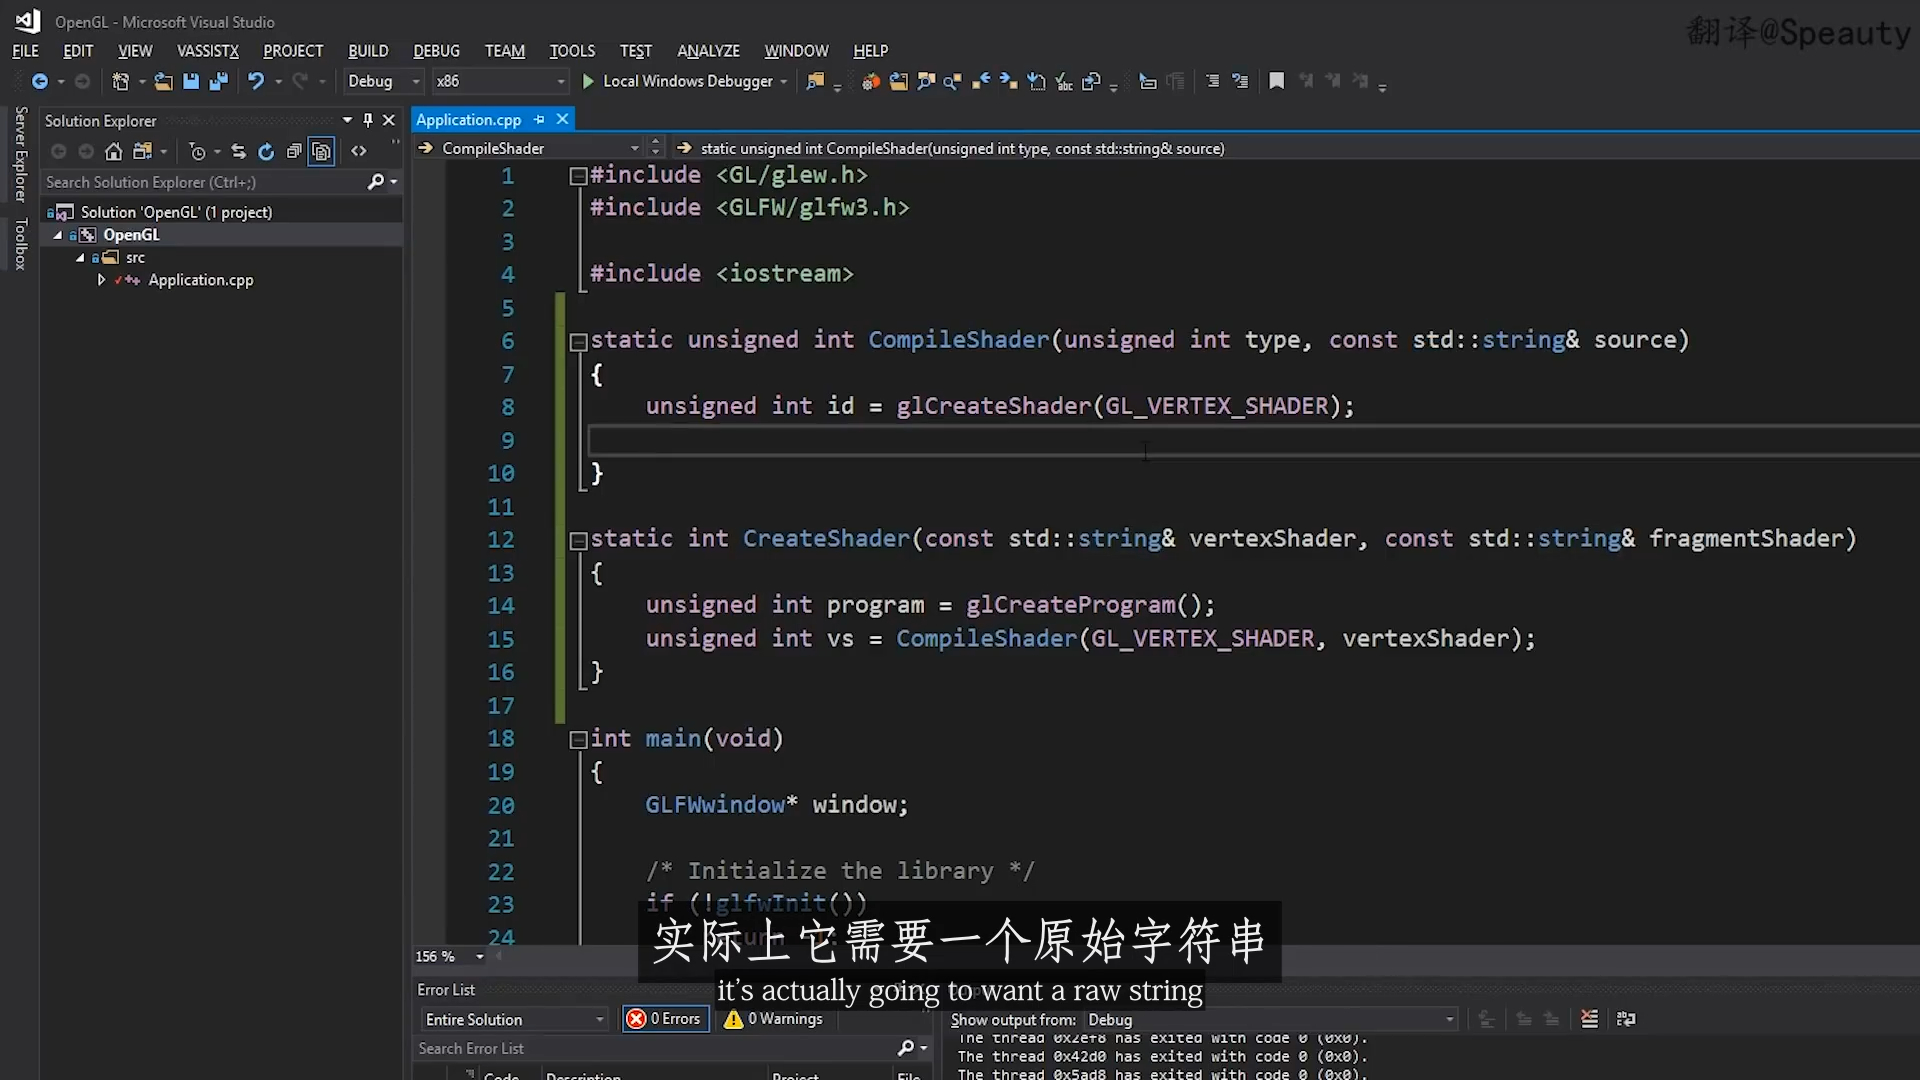 OpenGL - Microsoft Visual Studio
翻译@Speauty
FILE EDIT VIEW VASSISTX PROJECT BUILD DEBUG TEAM TOOLS TEST ANALYZE WINDOW HELP
Debug x86 Local Windows Debugger
Server Explorer
Toolbox
Solution Explorer
Search Solution Explorer (Ctrl+;)
Solution 'OpenGL' (1 project)
OpenGL
src
Application.cpp
Application.cpp
CompileShader static unsigned int CompileShader(unsigned int type, const std::string& source)
1 #include <GL/glew.h>
2 #include <GLFW/glfw3.h>
3
4 #include <iostream>
5
6 static unsigned int CompileShader(unsigned int type, const std::string& source)
7 {
8 unsigned int id = glCreateShader(GL_VERTEX_SHADER);
9
10 }
11
12 static int CreateShader(const std::string& vertexShader, const std::string& fragmentShader)
13 {
14 unsigned int program = glCreateProgram();
15 unsigned int vs = CompileShader(GL_VERTEX_SHADER, vertexShader);
16 }
17
18 int main(void)
19 {
20 GLFWwindow* window;
21
22 /* Initialize the library */
23 if (!glfwInit())
24
实际上它需要一个原始字符串
it's actually going to want a raw string
156 %
Error List
Entire Solution 0 Errors 0 Warnings
Search Error List
Code Description Project File
Show output from: Debug
The thread 0x2ef8 has exited with code 0 (0x0).
The thread 0x42d0 has exited with code 0 (0x0).
The thread 0x5ad8 has exited with code 0 (0x0).